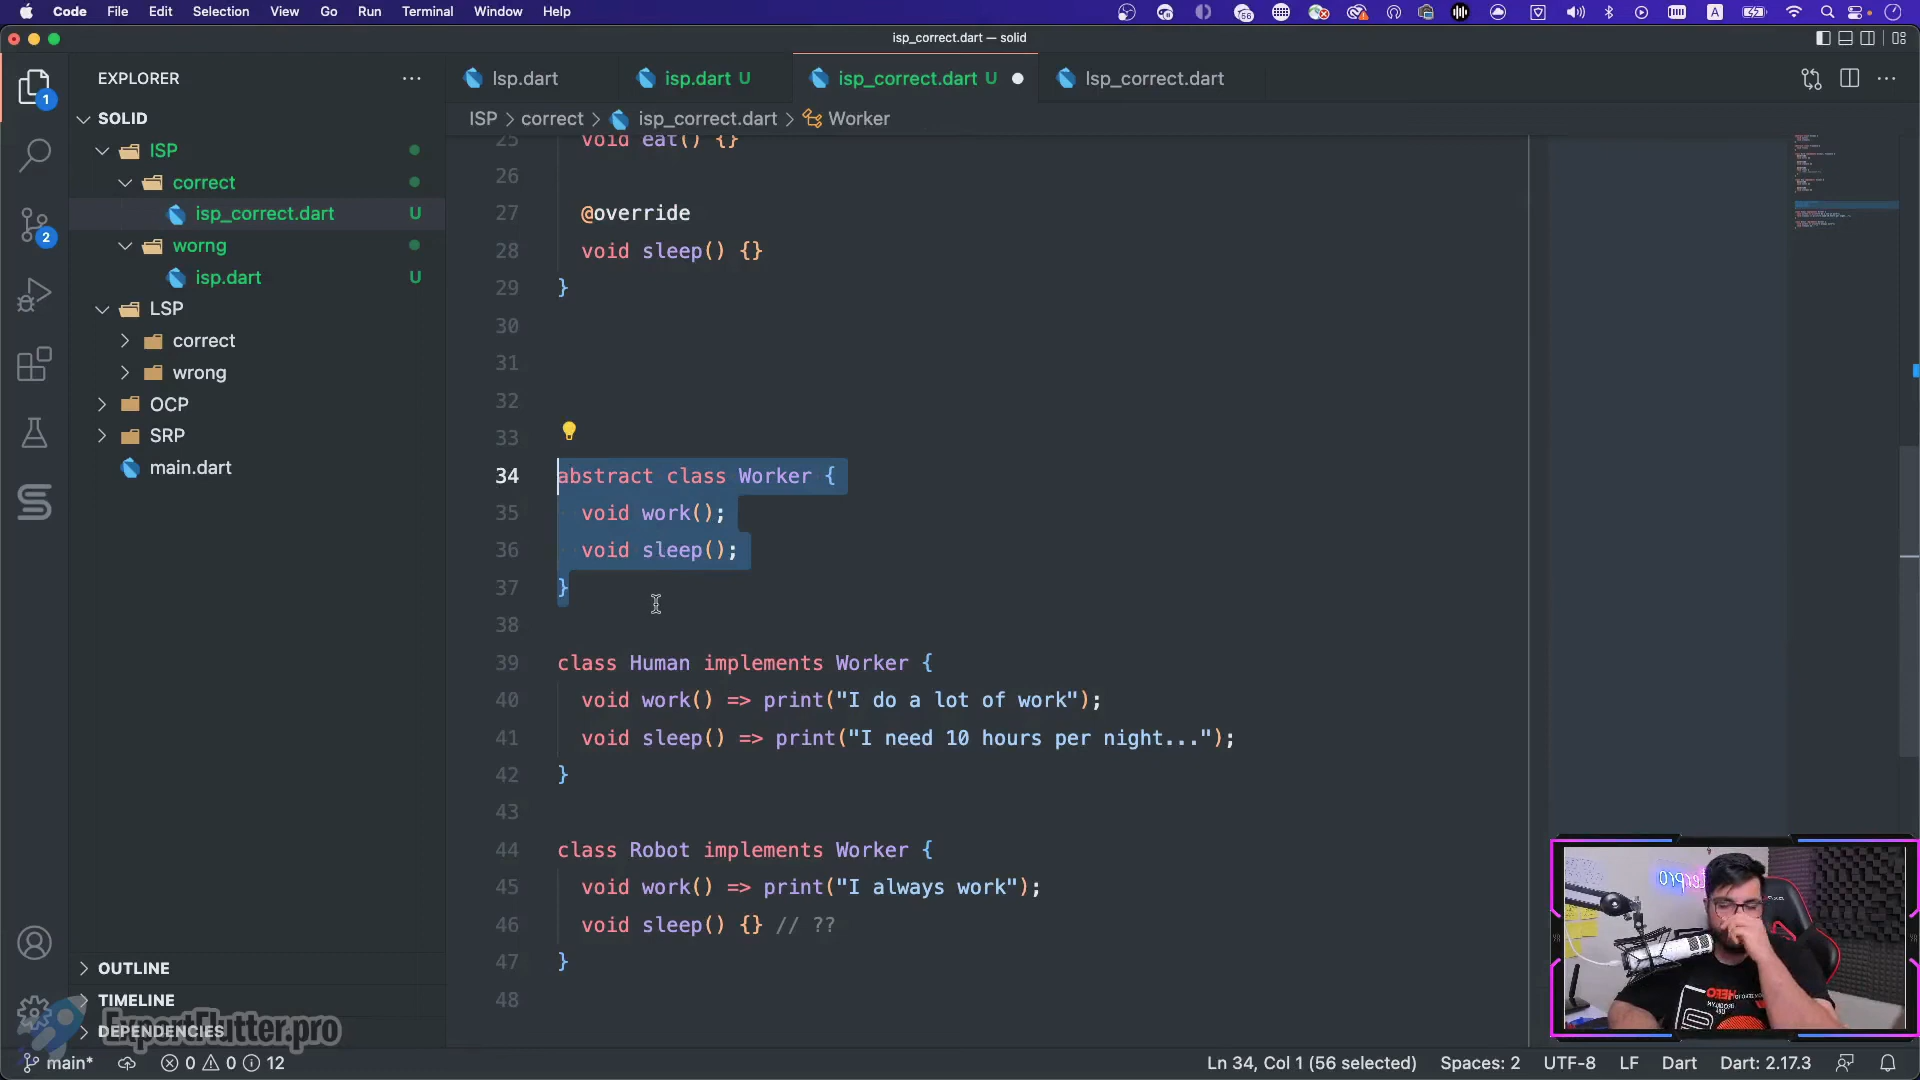 Code File Edit Selection View Go Run Terminal Window Help
isp_correct.dart — solid
EXPLORER
SOLID
ISP
correct
isp_correct.dart U
worng
isp.dart U
LSP
correct
wrong
OCP
SRP
main.dart
OUTLINE
TIMELINE
DEPENDENCIES
1
2
lsp.dart
isp.dart U
isp_correct.dart U
lsp_correct.dart
ISP > correct > isp_correct.dart > Worker
25 void eat() {}
26
27 @override
28 void sleep() {}
29 }
30
31
32
33
34 abstract class Worker {
35 void work();
36 void sleep();
37 }
38
39 class Human implements Worker {
40 void work() => print("I do a lot of work");
41 void sleep() => print("I need 10 hours per night...");
42 }
43
44 class Robot implements Worker {
45 void work() => print("I always work");
46 void sleep() {} // ??
47 }
48
ExpertFlutter.pro
main* 0 0 12
Ln 34, Col 1 (56 selected) Spaces: 2 UTF-8 LF Dart Dart: 2.17.3